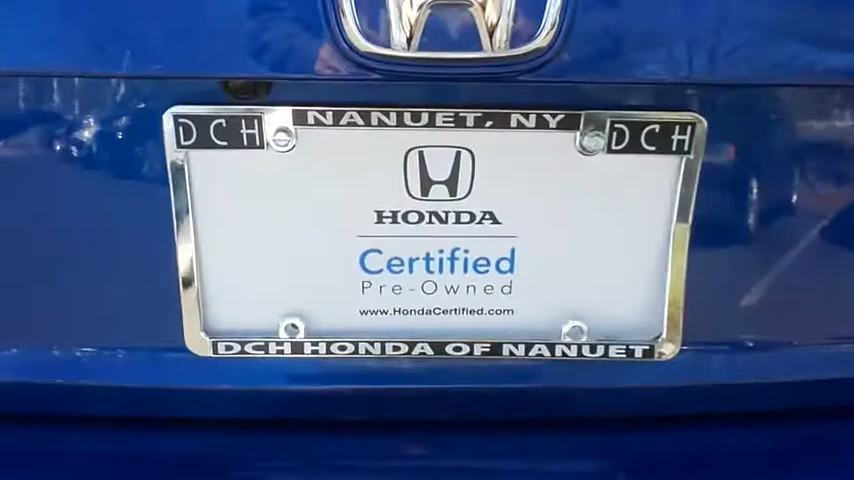 DCH NANUET, NY DCH
HONDA
Certified
Pre-Owned
www.HondaCertified.com
DCH HONDA OF NANUET